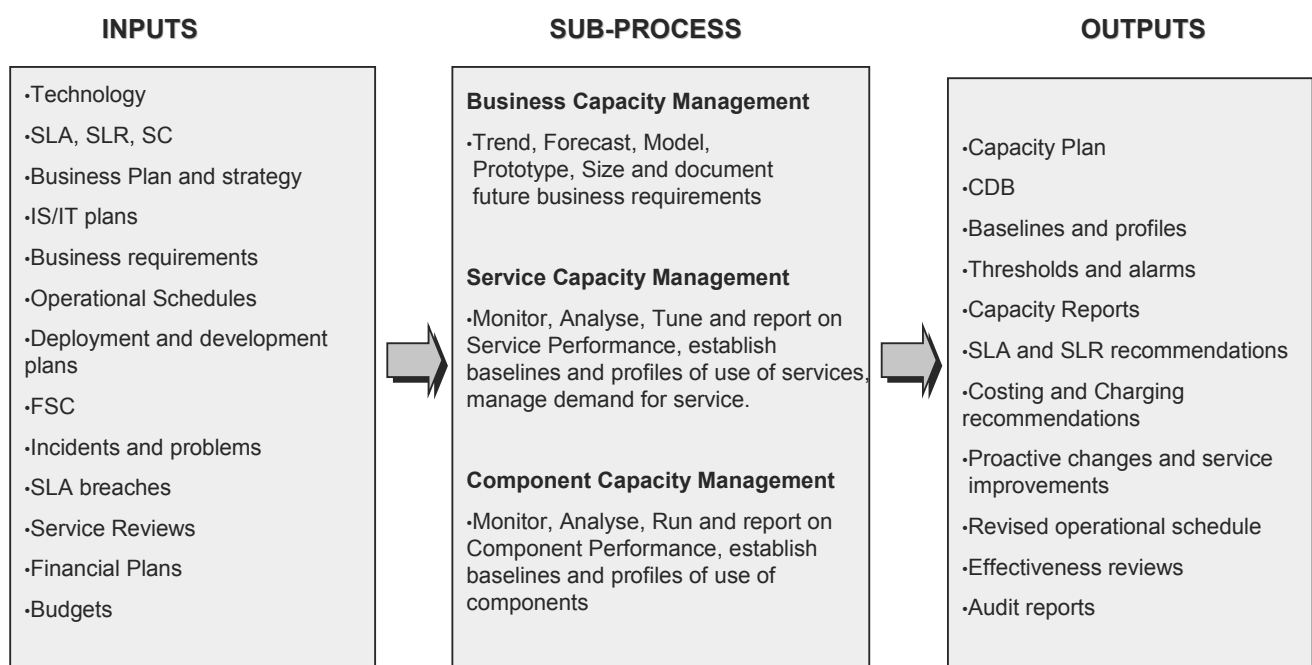 INPUTS
SUB-PROCESS
OUTPUTS
•Technology
•SLA, SLR, SC
•Business Plan and strategy
•IS/IT plans
•Business requirements
•Operational Schedules
•Deployment and development
plans
•FSC
•Incidents and problems
•SLA breaches
•Service Reviews
•Financial Plans
•Budgets
Business Capacity Management
•Trend, Forecast, Model,
Prototype, Size and document
future business requirements
Service Capacity Management
•Monitor, Analyse, Tune and report on
Service Performance, establish
baselines and profiles of use of services,
manage demand for service.
Component Capacity Management
•Monitor, Analyse, Run and report on
Component Performance, establish
baselines and profiles of use of
components
•Capacity Plan
•CDB
•Baselines and profiles
•Thresholds and alarms
•Capacity Reports
•SLA and SLR recommendations
•Costing and Charging
recommendations
•Proactive changes and service
improvements
•Revised operational schedule
•Effectiveness reviews
•Audit reports